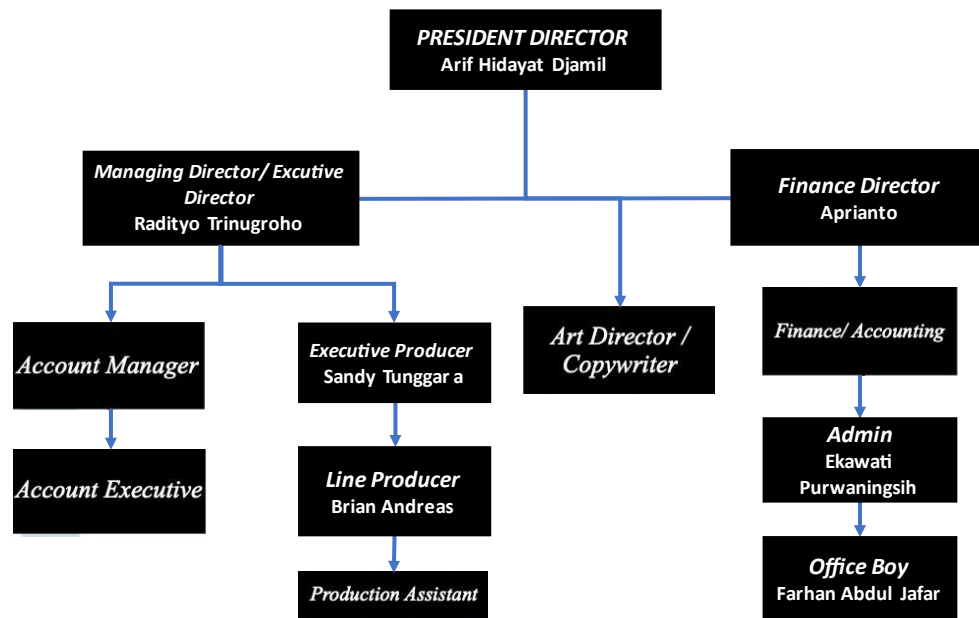 PRESIDENT DIRECTOR
Arif Hidayat Djamil
Managing Director/ Excutive
Director
Radityo Trinugroho
Finance Director
Aprianto
Account Manager
Executive Producer
Sandy Tunggar a
Art Director /
Copywriter
Finance/ Accounting
Account Executive
Line Producer
Brian Andreas
Admin
Ekawati
Purwaningsih
Production Assistant
Office Boy
Farhan Abdul Jafar